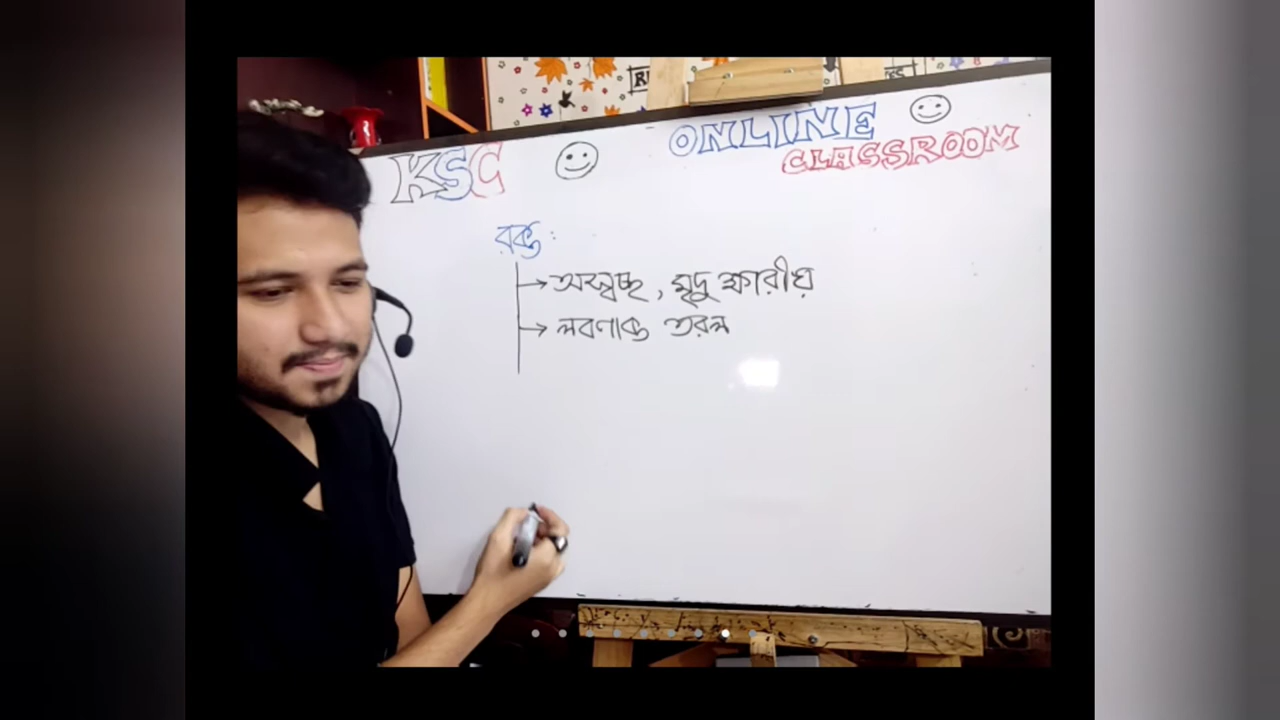 KSC
ONLINE
CLASSROOM
রক্ত:
→ অস্বচ্ছ, মৃদু ক্ষারীয়
→ লবণাক্ত তরল